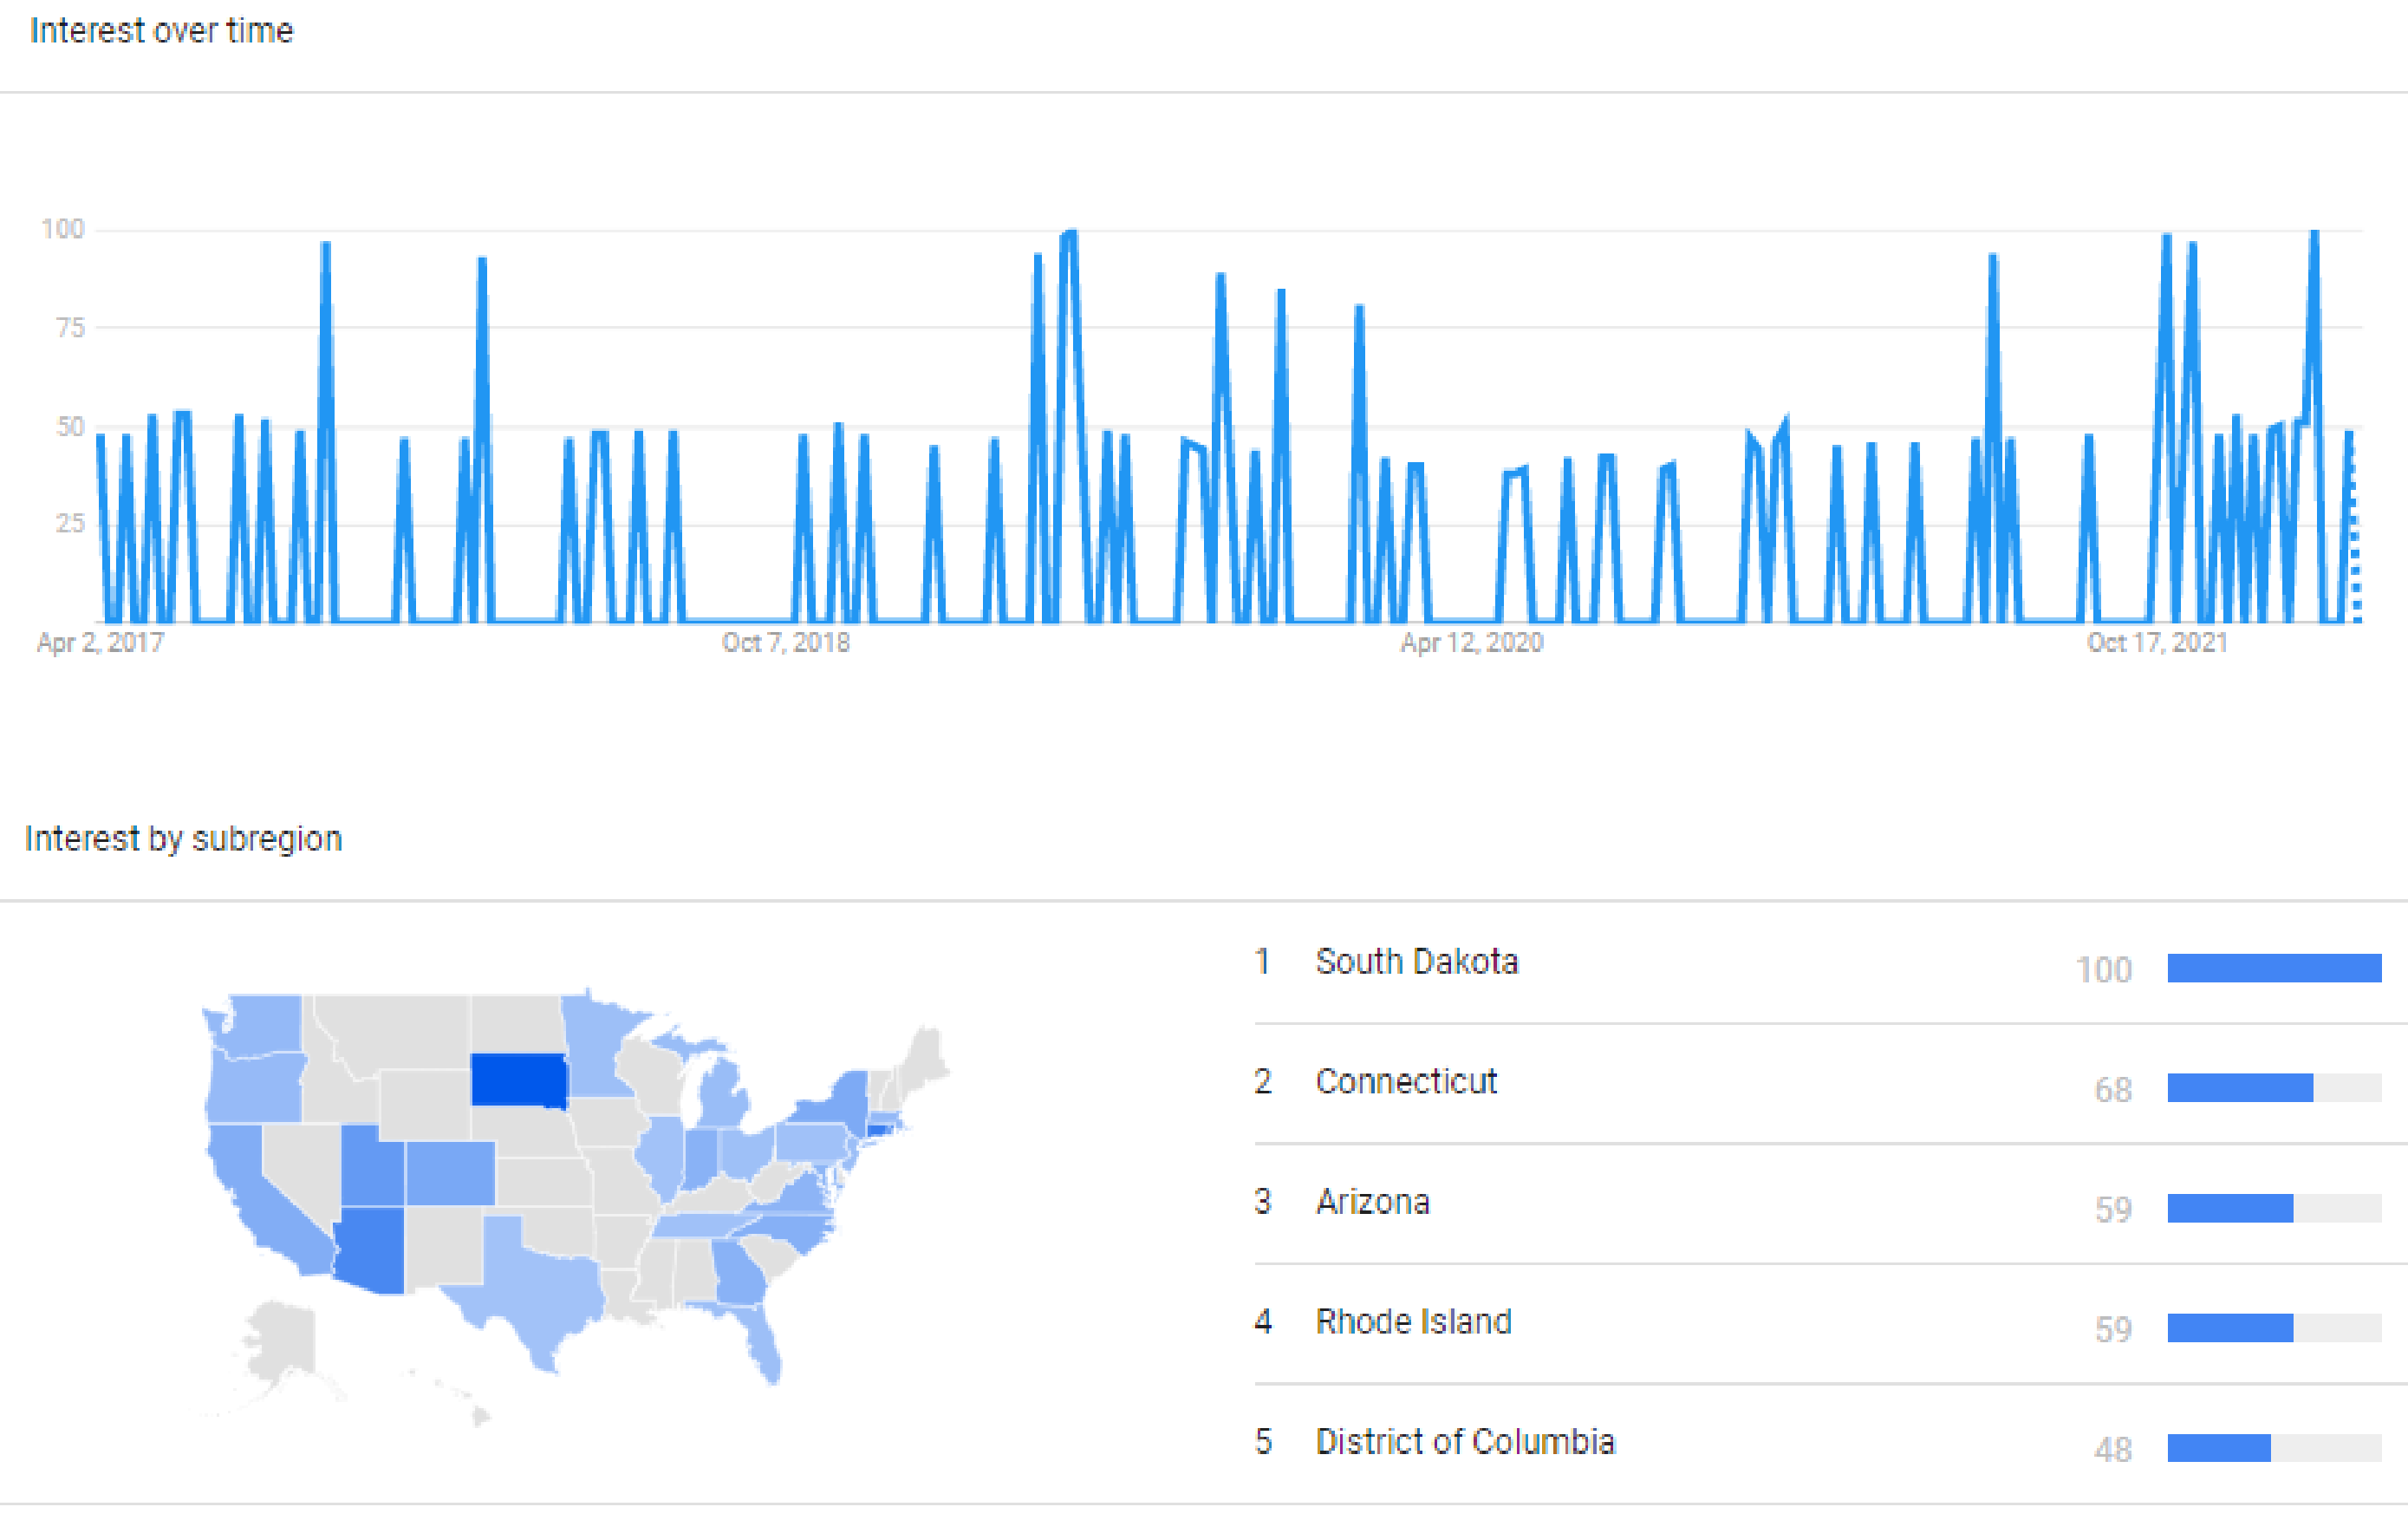 Interest over time
100
75
50
25
Apr 2, 2017 Oct 7, 2018 Apr 12, 2020 Oct 17, 2021
Interest by subregion
1 South Dakota 100
2 Connecticut 68
3 Arizona 59
4 Rhode Island 59
5 District of Columbia 48